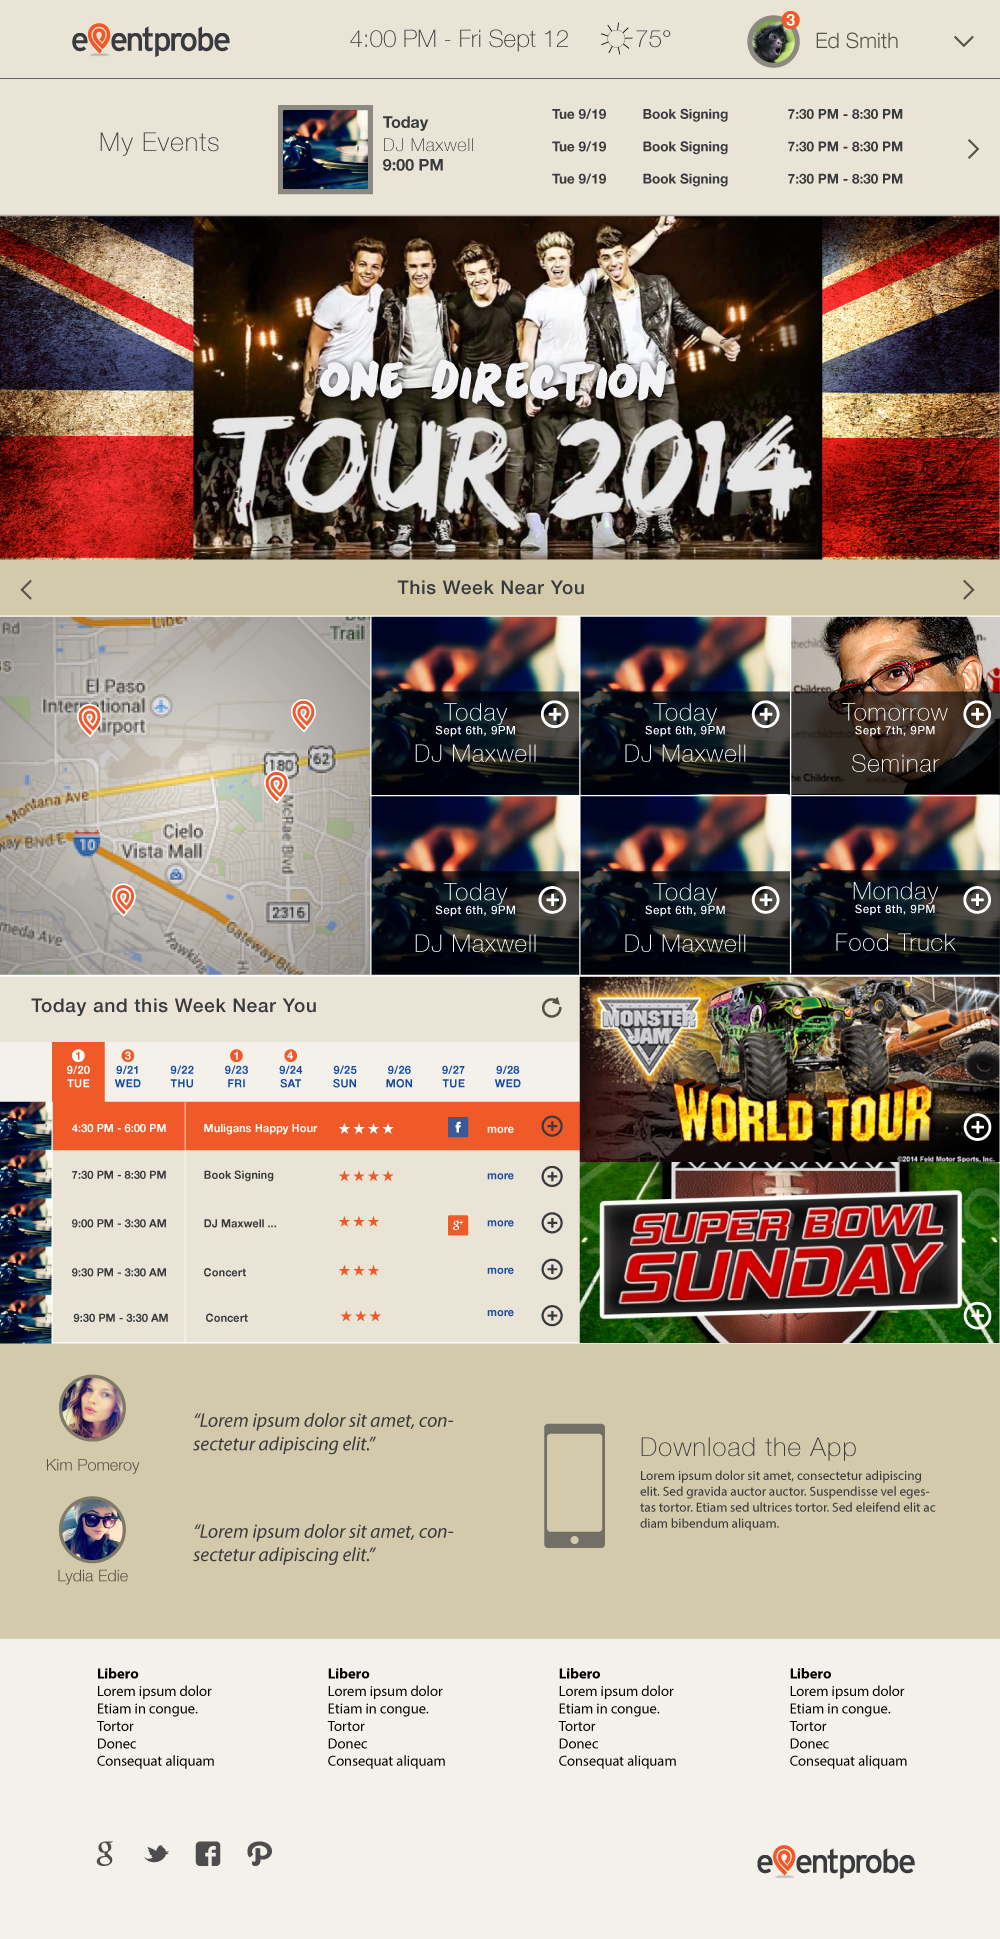 eventprobe
4:00 PM - Fri Sept 12
75°
3
Ed Smith
My Events
Today
DJ Maxwell
9:00 PM
Tue 9/19 Book Signing 7:30 PM - 8:30 PM
Tue 9/19 Book Signing 7:30 PM - 8:30 PM
Tue 9/19 Book Signing 7:30 PM - 8:30 PM
ONE DIRECTION
TOUR 2014
This Week Near You
Rd
Liber
Trail
ss
El Paso
International
Airport
180
62
Montana Ave
McRae Blvd
way Blvd E
10
Cielo
Vista Mall
2316
meda Ave
Hawkins
Gateway Blvd
Today
Sept 6th, 9PM
DJ Maxwell
Today
Sept 6th, 9PM
DJ Maxwell
Children.
Tomorrow
Sept 7th, 9PM
Seminar
the Children.
Today
Sept 6th, 9PM
DJ Maxwell
Today
Sept 6th, 9PM
DJ Maxwell
Monday
Sept 8th, 9PM
Food Truck
Today and this Week Near You
1 3 1 4
9/20 9/21 9/22 9/23 9/24 9/25 9/26 9/27 9/28
TUE WED THU FRI SAT SUN MON TUE WED
4:30 PM - 6:00 PM Muligans Happy Hour f more
7:30 PM - 8:30 PM Book Signing more
9:00 PM - 3:30 AM DJ Maxwell ... g+ more
9:30 PM - 3:30 AM Concert more
9:30 PM - 3:30 AM Concert more
MONSTER
JAM
WORLD TOUR
©2014 Feld Motor Sports, Inc.
SUPER BOWL
SUNDAY
Kim Pomeroy
“Lorem ipsum dolor sit amet, con-
sectetur adipiscing elit.”
Lydia Edie
“Lorem ipsum dolor sit amet, con-
sectetur adipiscing elit.”
Download the App
Lorem ipsum dolor sit amet, consectetur adipiscing
elit. Sed gravida auctor auctor. Suspendisse vel eges-
tas tortor. Etiam sed ultrices tortor. Sed eleifend elit ac
diam bibendum aliquam.
Libero
Lorem ipsum dolor
Etiam in congue.
Tortor
Donec
Consequat aliquam
Libero
Lorem ipsum dolor
Etiam in congue.
Tortor
Donec
Consequat aliquam
Libero
Lorem ipsum dolor
Etiam in congue.
Tortor
Donec
Consequat aliquam
Libero
Lorem ipsum dolor
Etiam in congue.
Tortor
Donec
Consequat aliquam
eventprobe